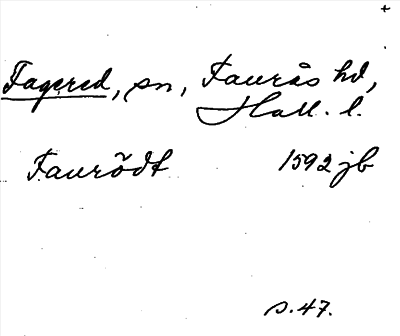 +
Fagered, sn, Faurås hd,
Hall. l.
Faurödt 1592 jb
s. 47.